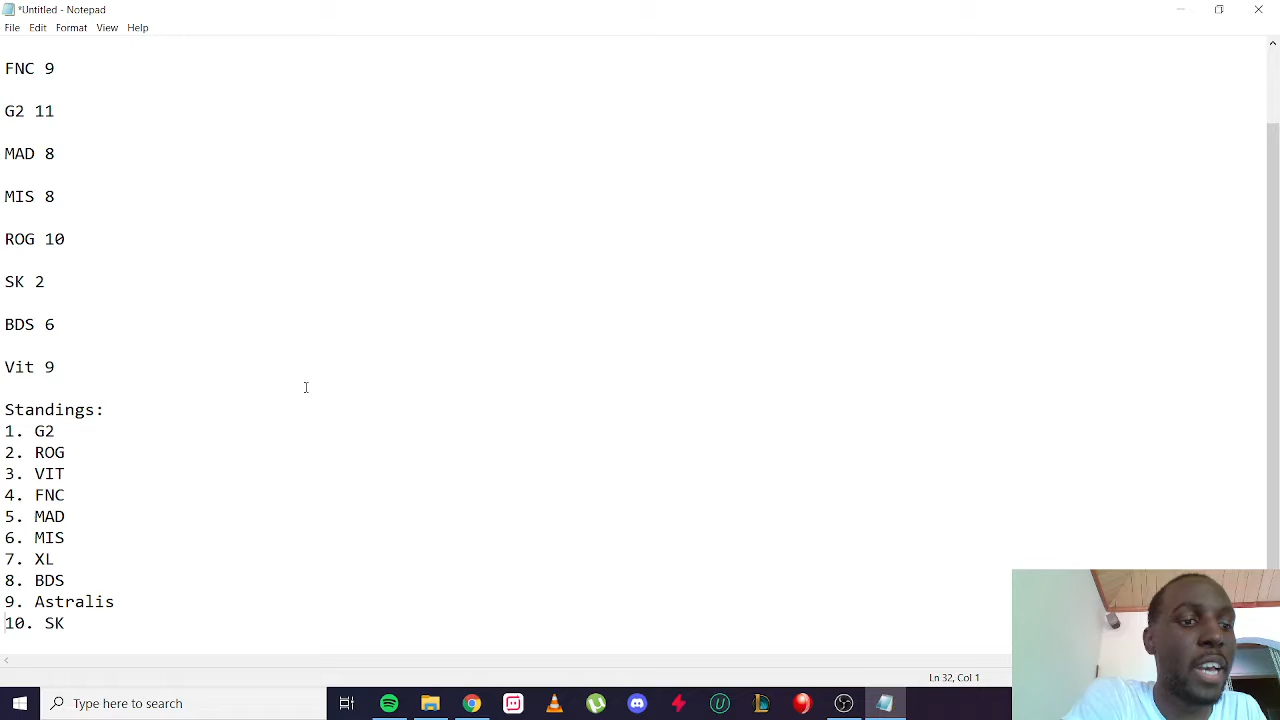 *Untitled - Notepad
File Edit Format View Help
FNC 9
G2 11
MAD 8
MIS 8
ROG 10
SK 2
BDS 6
Vit 9
Standings:
1. G2
2. ROG
3. VIT
4. FNC
5. MAD
6. MIS
7. XL
8. BDS
9. Astralis
10. SK
Ln 32, Col 1
Type here to search